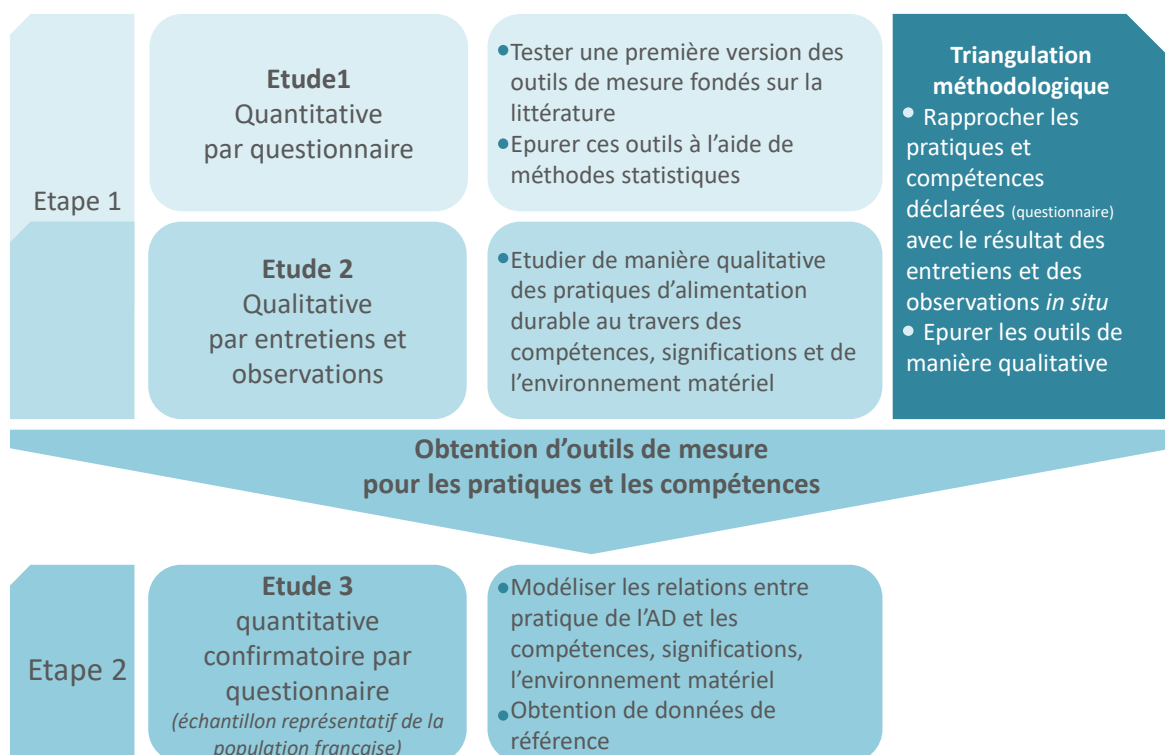 Etape 1
Etude1
Quantitative
par questionnaire
•Tester une première version des
outils de mesure fondés sur la
littérature
•Epurer ces outils à l’aide de
méthodes statistiques
Etude 2
Qualitative
par entretiens et
observations
•Etudier de manière qualitative
des pratiques d’alimentation
durable au travers des
compétences, significations et de
l’environnement matériel
Triangulation
méthodologique
• Rapprocher les
pratiques et
compétences
déclarées (questionnaire)
avec le résultat des
entretiens et des
observations in situ
• Epurer les outils de
manière qualitative
Obtention d’outils de mesure
pour les pratiques et les compétences
Etape 2
Etude 3
quantitative
confirmatoire par
questionnaire
(échantillon représentatif de la
population française)
•Modéliser les relations entre
pratique de l’AD et les
compétences, significations,
l’environnement matériel
•Obtention de données de
référence